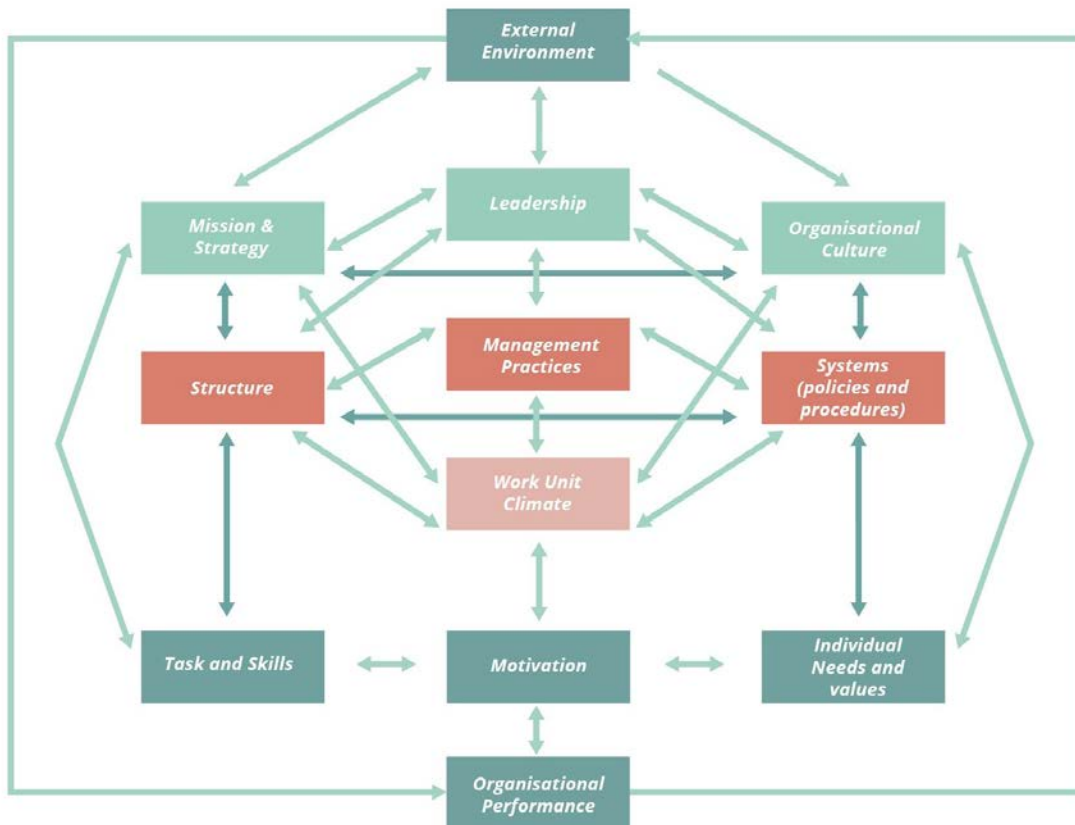 External
Environment
Leadership
Mission &
Strategy
Organisational
Culture
Management
Practices
Structure
Systems
(policies and
procedures)
Work Unit
Climate
Task and Skills
Motivation
Individual
Needs and
values
Organisational
Performance